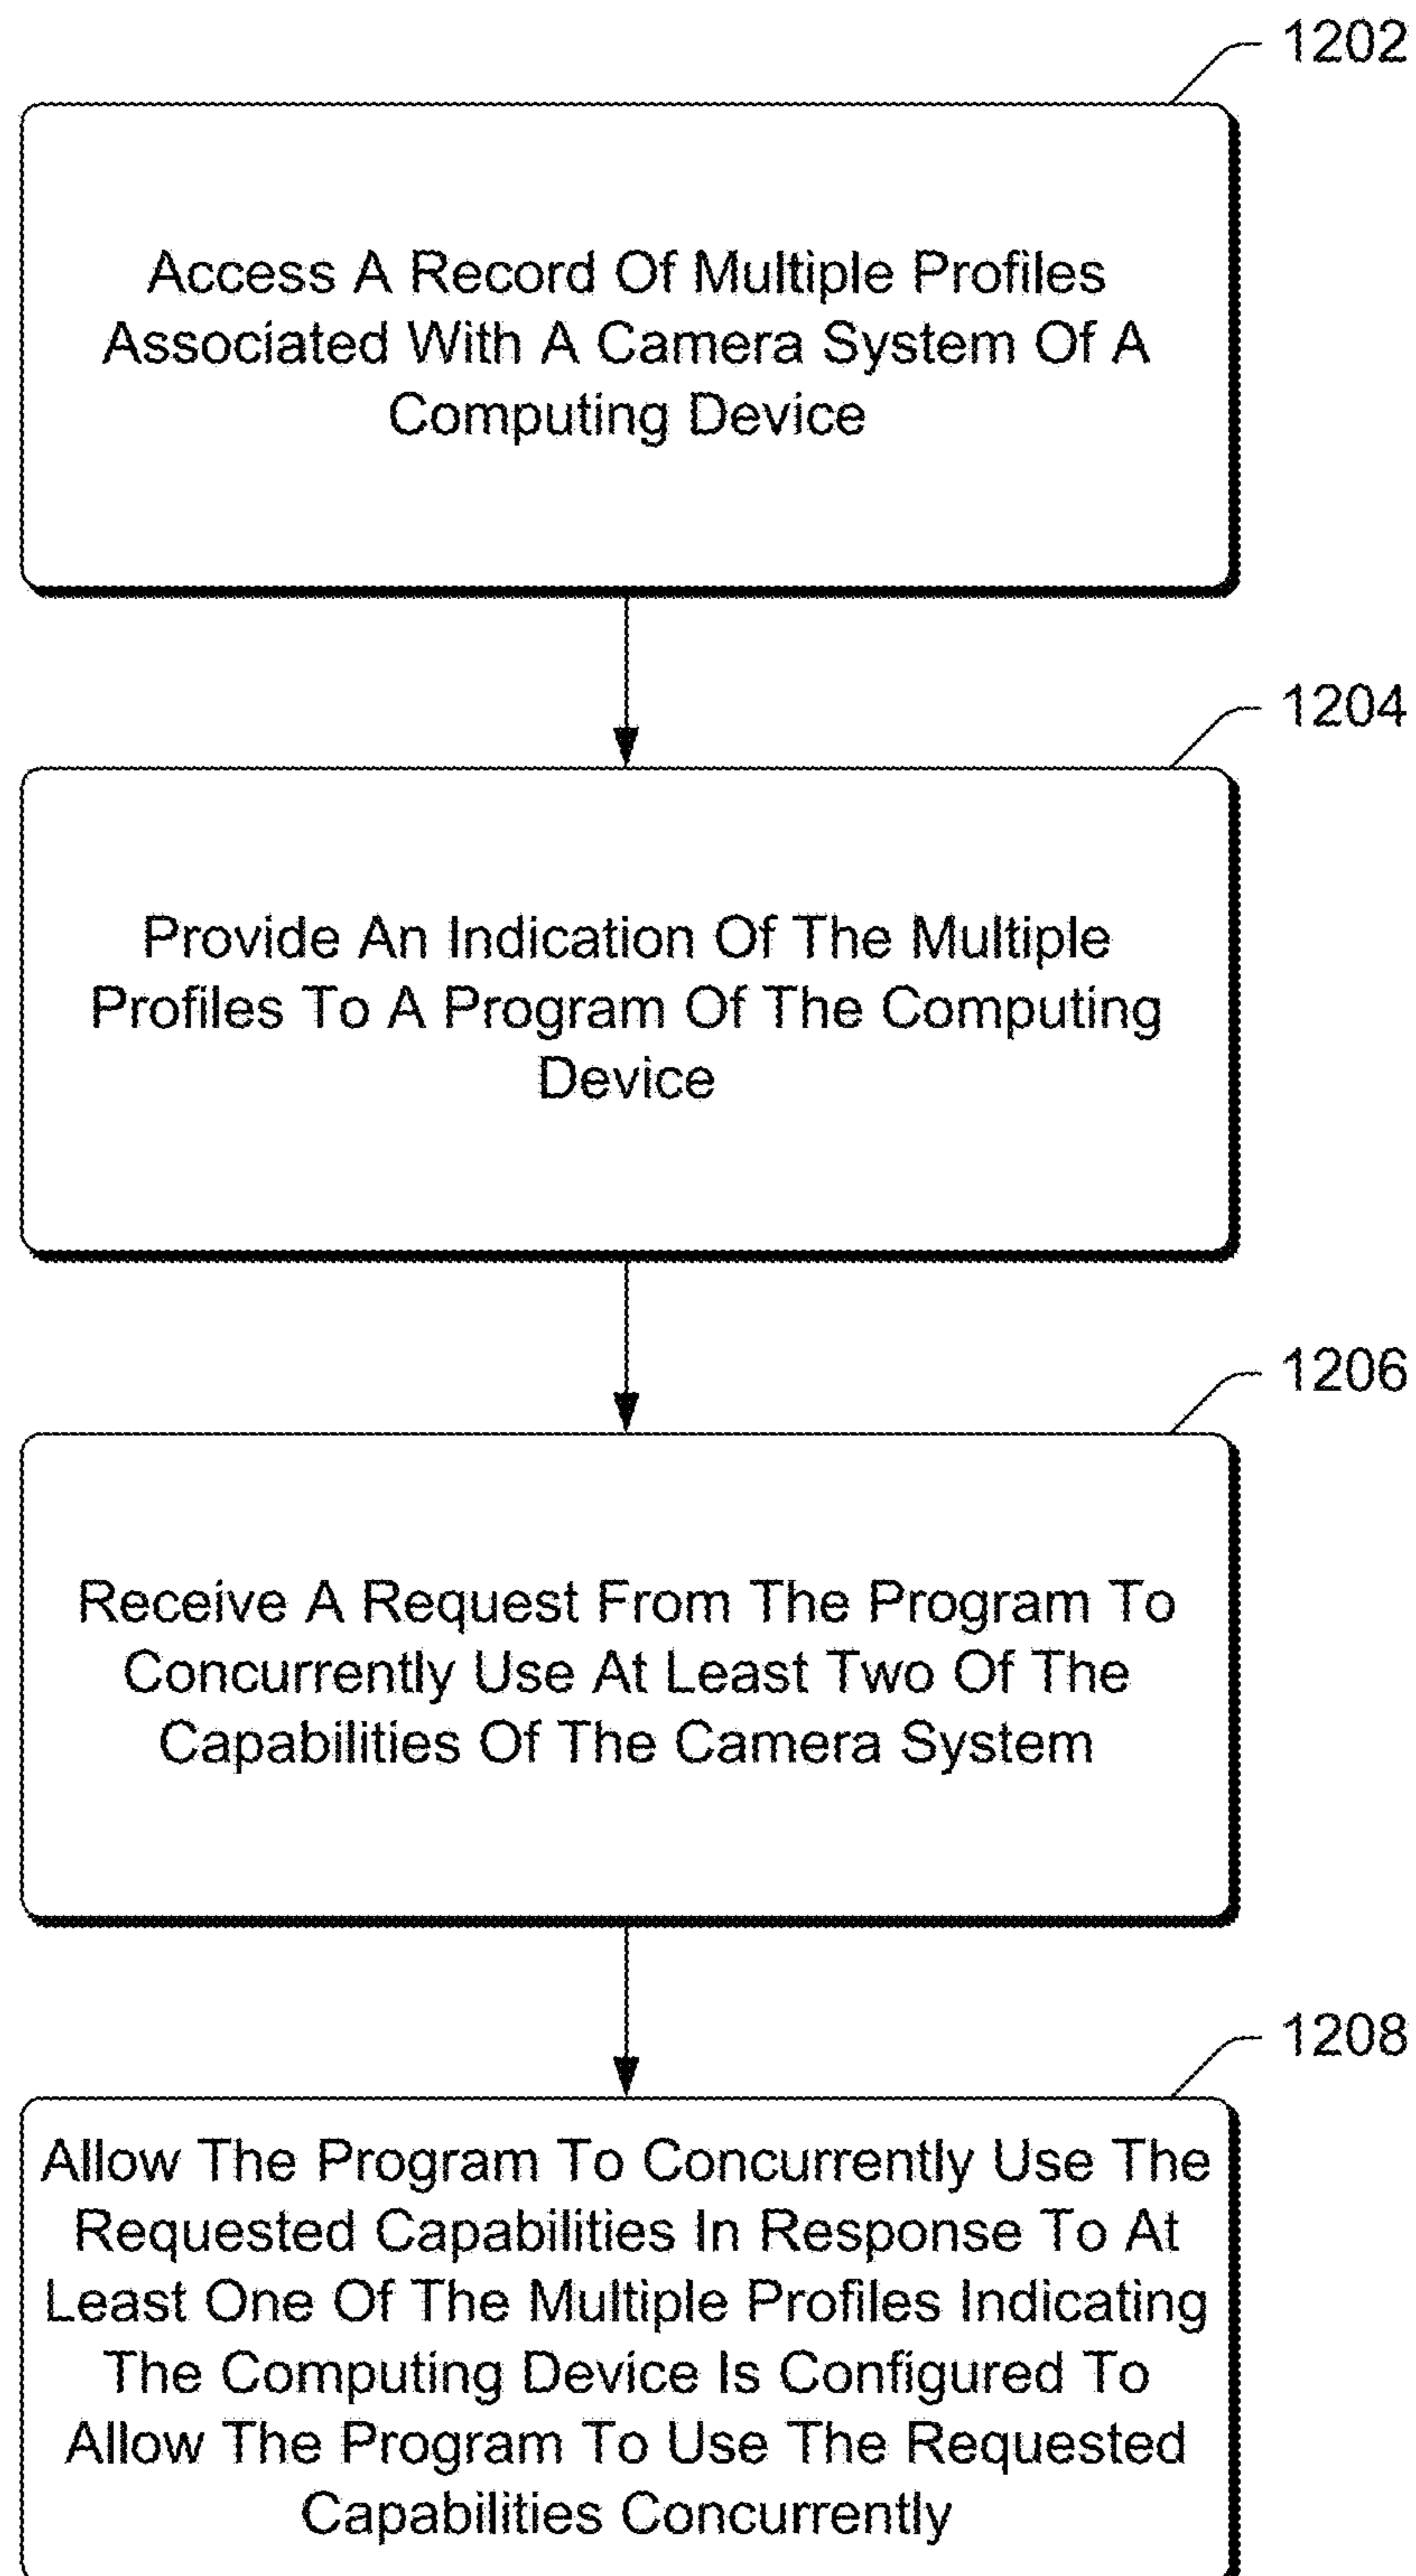 1202
Access A Record Of Multiple Profiles
Associated With A Camera System Of A
Computing Device
1204
Provide An Indication Of The Multiple
Profiles To A Program Of The Computing
Device
1206
Receive A Request From The Program To
Concurrently Use At Least Two Of The
Capabilities Of The Camera System
1208
Allow The Program To Concurrently Use The
Requested Capabilities In Response To At
Least One Of The Multiple Profiles Indicating
The Computing Device Is Configured To
Allow The Program To Use The Requested
Capabilities Concurrently